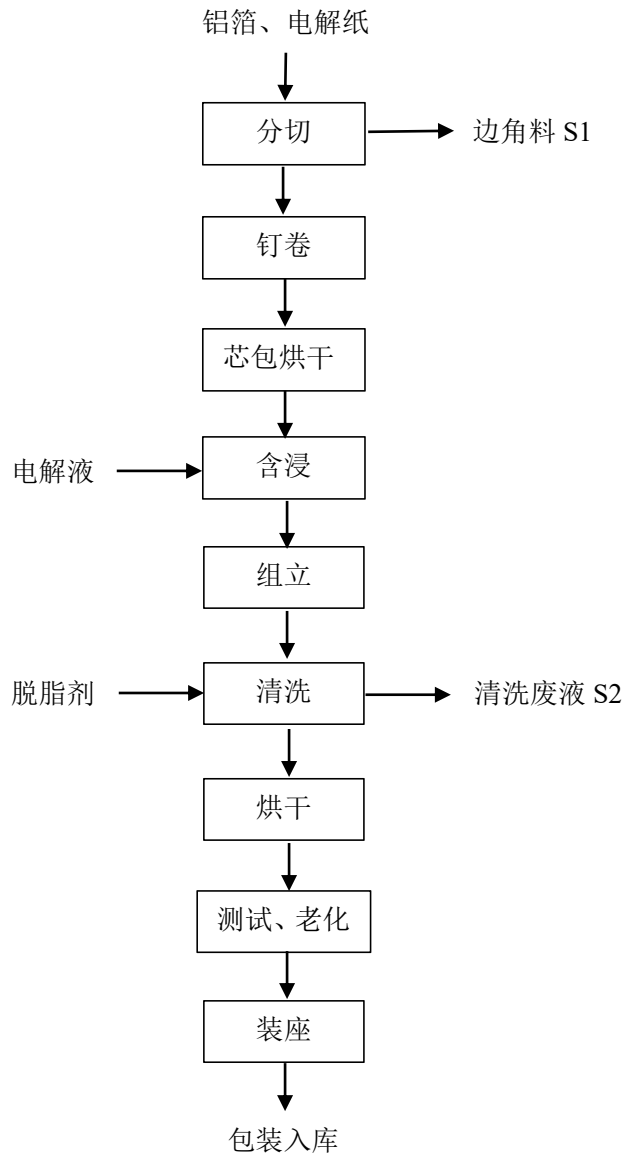 铝箔、电解纸
分切
边角料 S1
钉卷
芯包烘干
电解液
含浸
组立
脱脂剂
清洗
清洗废液 S2
烘干
测试、老化
装座
包装入库